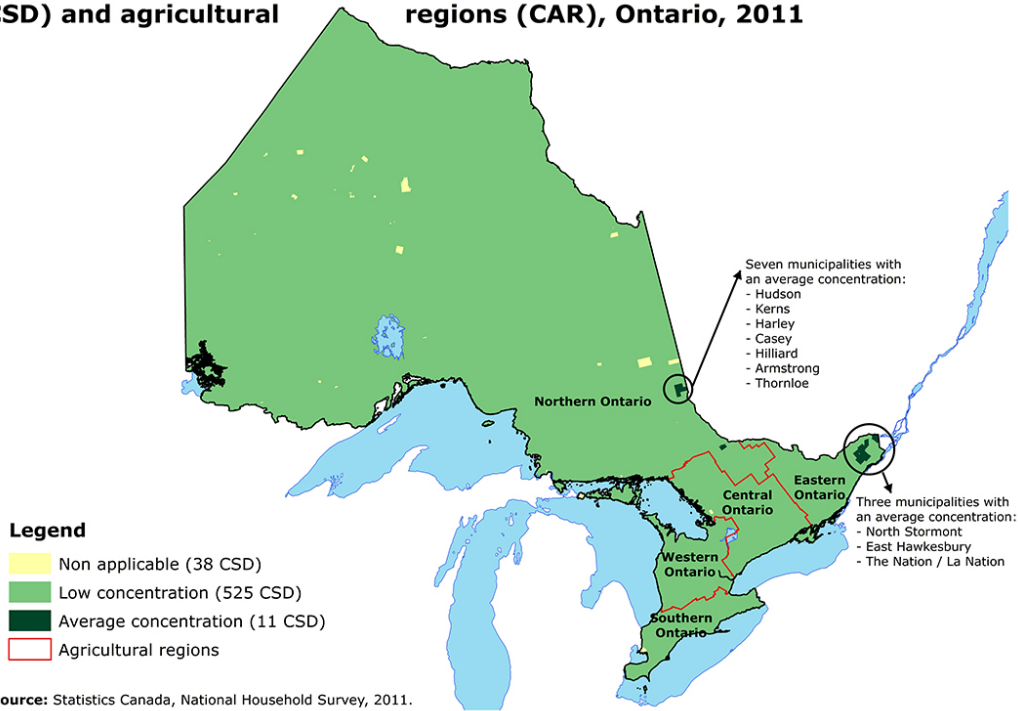 CSD) and agricultural regions (CAR), Ontario, 2011
Seven municipalities with
an average concentration:
- Hudson
- Kerns
- Harley
- Casey
- Hilliard
- Armstrong
- Thornloe
Northern Ontario
Eastern
Ontario
Central
Ontario
Three municipalities with
an average concentration:
- North Stormont
- East Hawkesbury
- The Nation / La Nation
Western
Ontario
Southern
Ontario
Legend
Non applicable (38 CSD)
Low concentration (525 CSD)
Average concentration (11 CSD)
Agricultural regions
ource: Statistics Canada, National Household Survey, 2011.